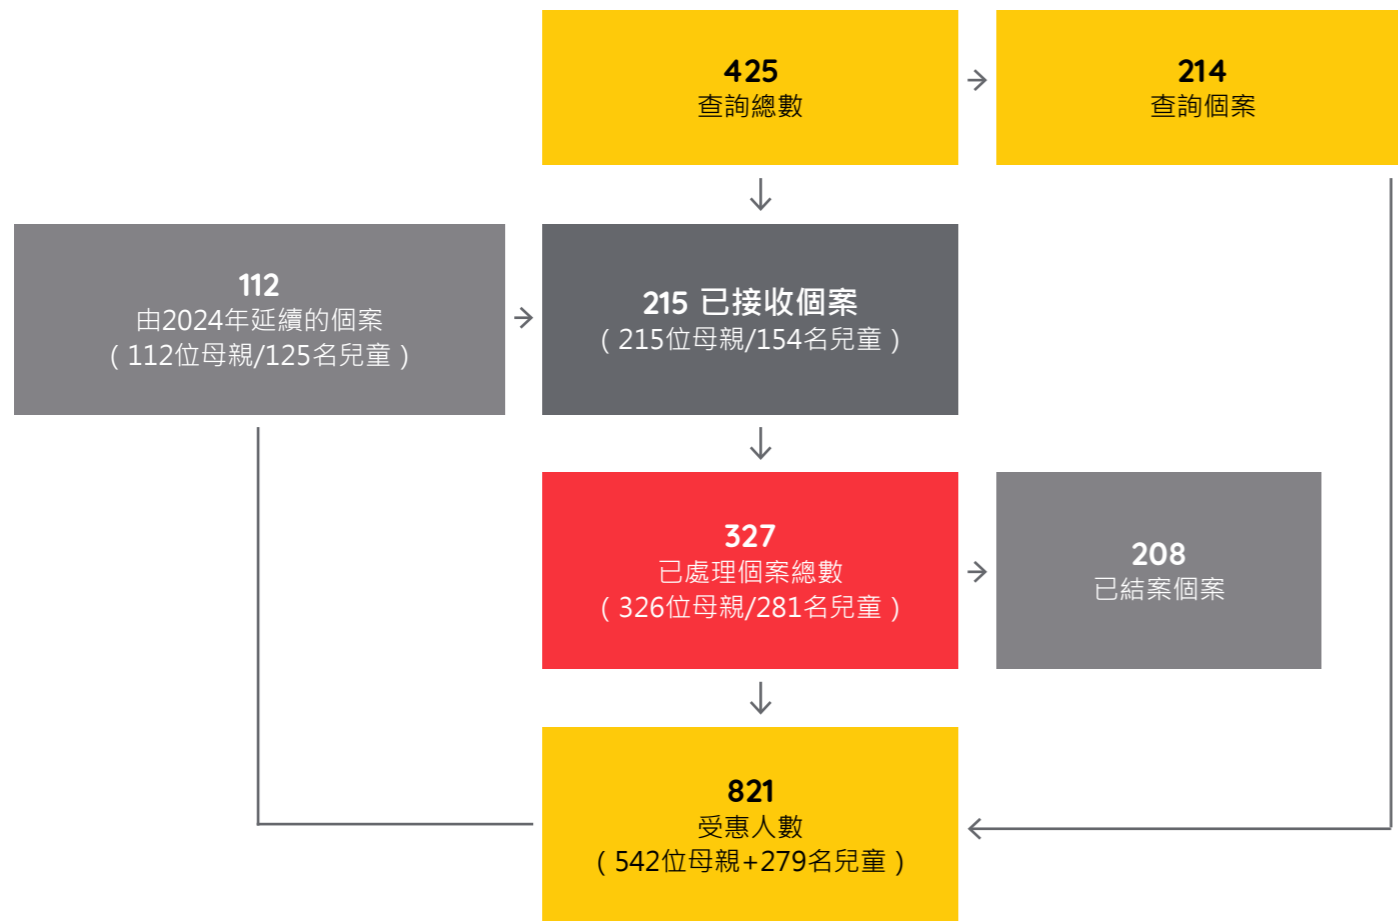 425
查詢總數
214
查詢個案
112
由2024年延續的個案
(112位母親/125名兒童)
215 已接收個案
(215位母親/154名兒童)
327
已處理個案總數
(326位母親/281名兒童)
208
已結案個案
821
受惠人數
(542位母親+279名兒童)